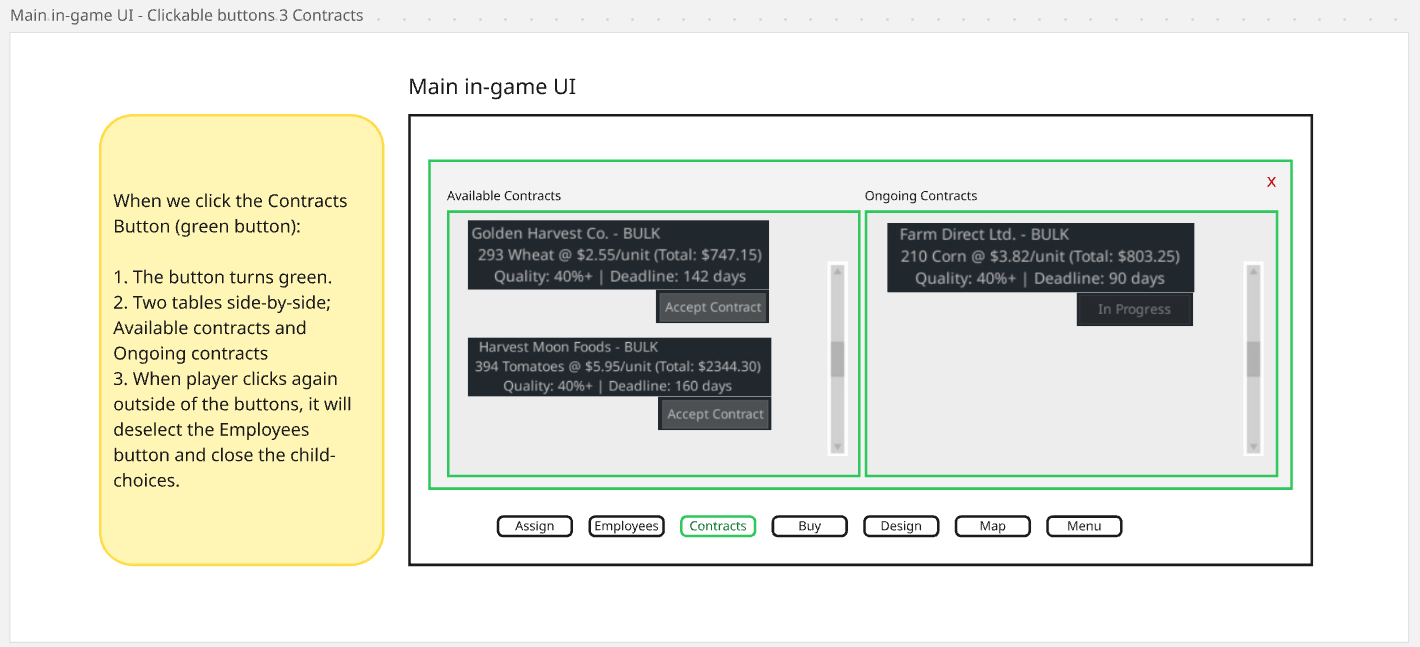 Main in-game UI - Clickable buttons 3 Contracts
Main in-game UI
When we click the Contracts
Button (green button):
1. The button turns green.
2. Two tables side-by-side;
Available contracts and
Ongoing contracts
3. When player clicks again
outside of the buttons, it will
deselect the Employees
button and close the child-
choices.
X
Available Contracts
Golden Harvest Co. - BULK
293 Wheat @ $2.55/unit (Total: $747.15)
Quality: 40%+ | Deadline: 142 days
Accept Contract
Harvest Moon Foods - BULK
394 Tomatoes @ $5.95/unit (Total: $2344.30)
Quality: 40%+ | Deadline: 160 days
Accept Contract
Ongoing Contracts
Farm Direct Ltd. - BULK
210 Corn @ $3.82/unit (Total: $803.25)
Quality: 40%+ | Deadline: 90 days
In Progress
Assign
Employees
Contracts
Buy
Design
Map
Menu